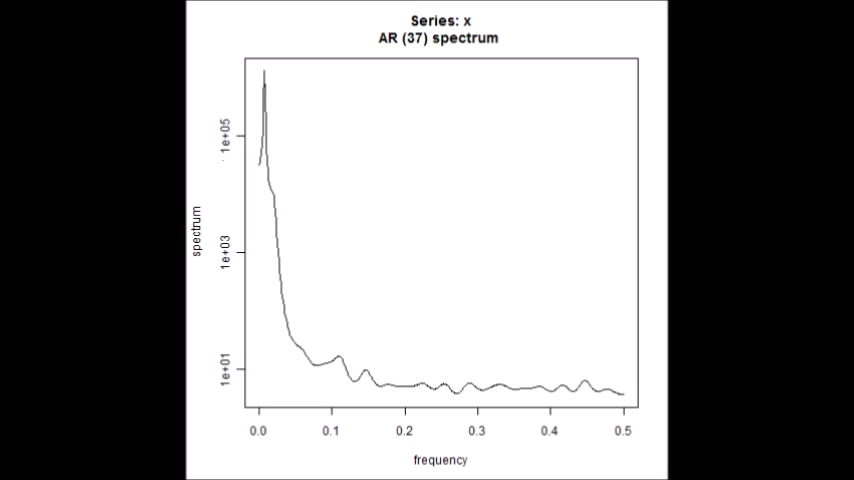 Series: x
AR (37) spectrum
1e+05
1e+03
1e+01
spectrum
0.0 0.1 0.2 0.3 0.4 0.5
frequency